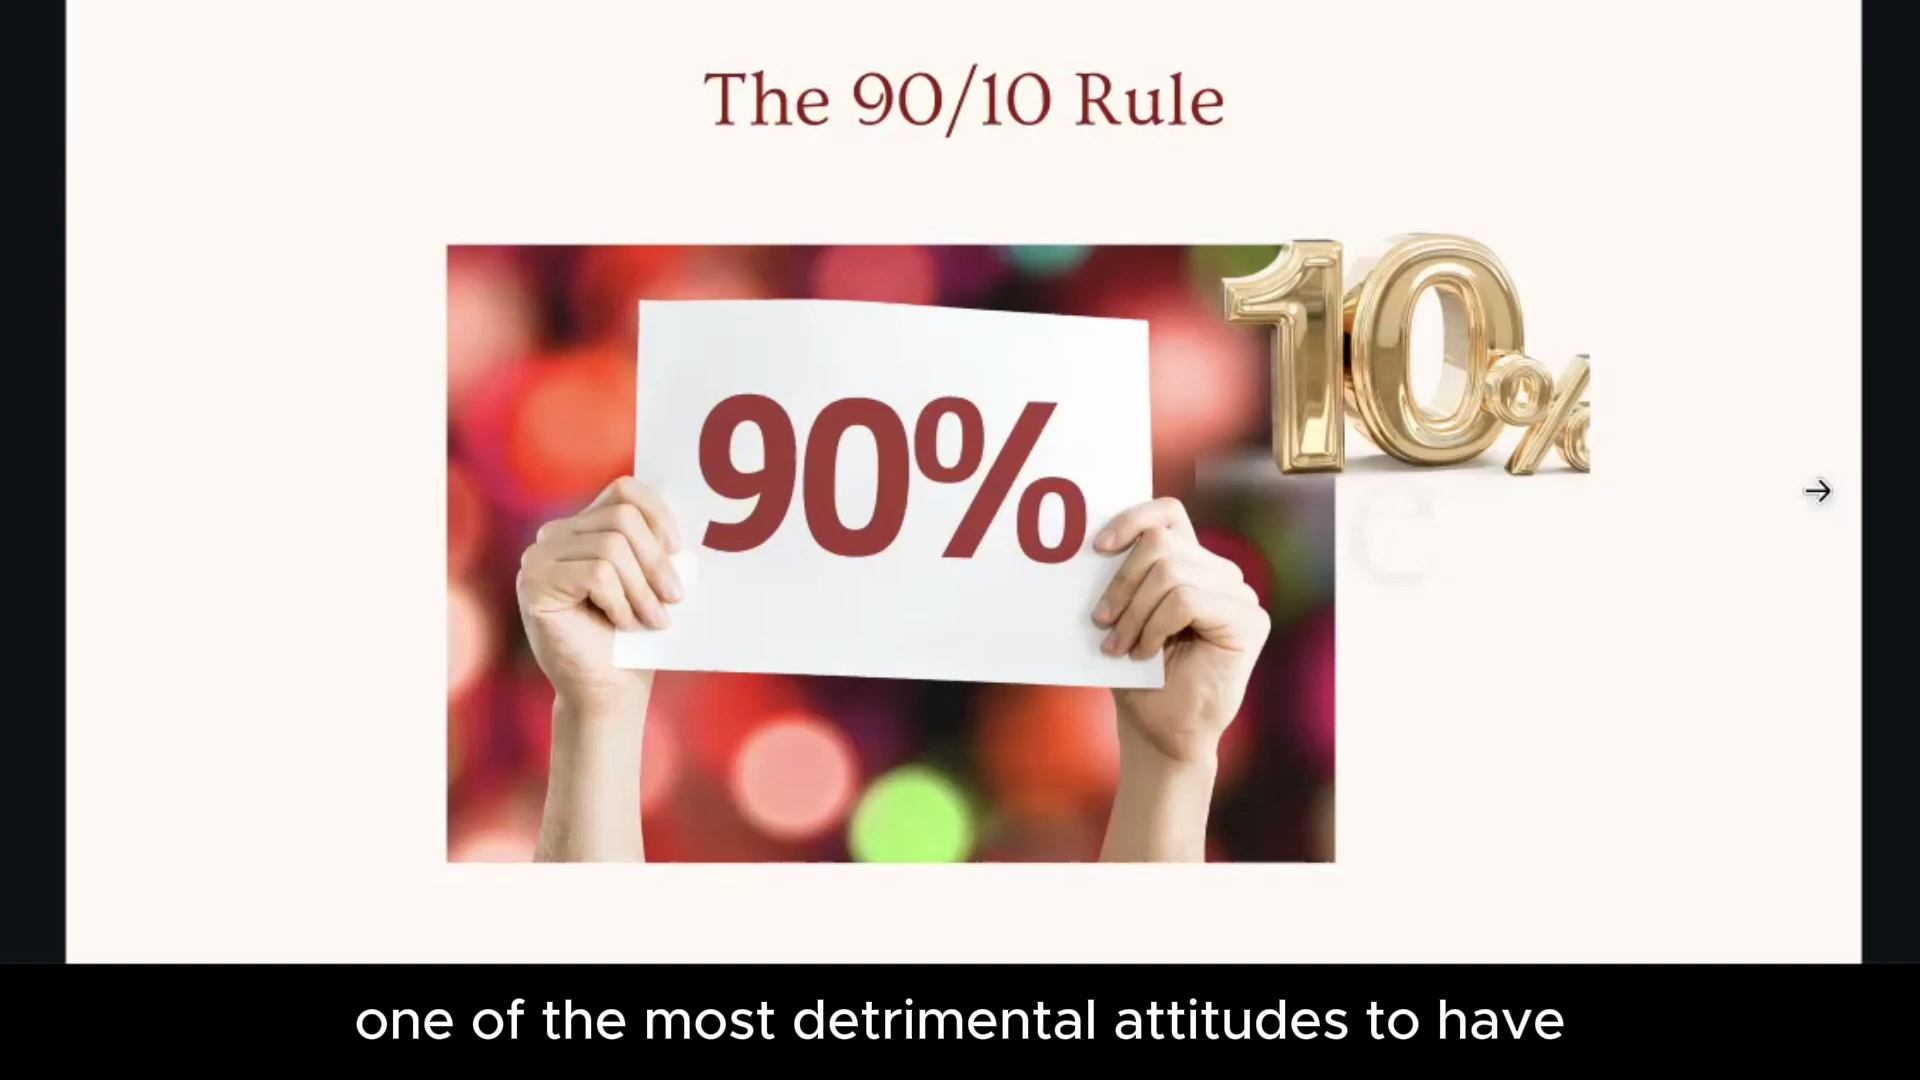 The 90/10 Rule
10%
90%
one of the most detrimental attitudes to have